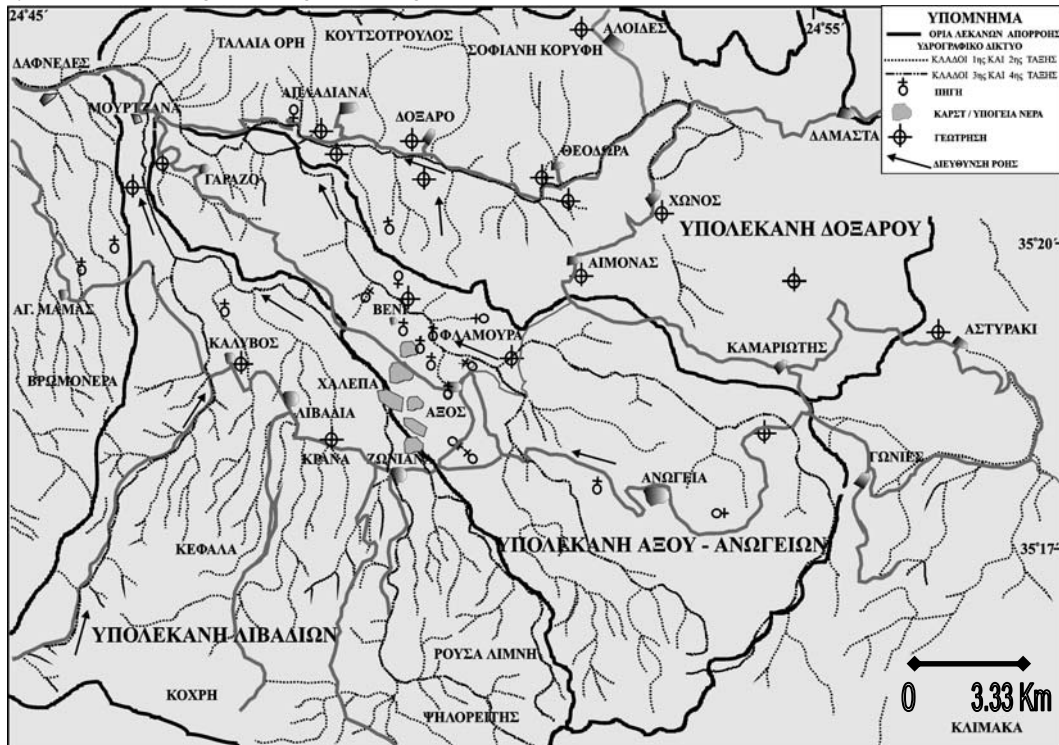 24°45´
ΤΑΛΑΙΑ ΟΡΗ
ΚΟΥΤΣΟΤΡΟΥΛΟΣ
ΣΟΦΙΑΝΗ ΚΟΡΥΦΗ
ΑΛΟΙΔΕΣ
24°55´
ΥΠΟΜΝΗΜΑ
ΟΡΙΑ ΛΕΚΑΝΩΝ ΑΠΟΡΡΟΗΣ
ΥΔΡΟΓΡΑΦΙΚΟ ΔΙΚΤΥΟ
ΚΛΑΔΟΙ 1ης ΚΑΙ 2ης ΤΑΞΗΣ
ΚΛΑΔΟΙ 3ης ΚΑΙ 4ης ΤΑΞΗΣ
ΠΗΓΗ
ΚΑΡΣΤ / ΥΠΟΓΕΙΑ ΝΕΡΑ
ΓΕΩΤΡΗΣΗ
ΔΙΕΥΘΥΝΣΗ ΡΟΗΣ
ΔΑΦΝΕΔΕΣ
ΜΟΥΡΤΖΑΝΑ
ΑΠΛΑΔΙΑΝΑ
ΔΟΞΑΡΟ
ΔΑΜΑΣΤΑ
ΘΕΟΔΩΡΑ
ΓΑΡΑΖΟ
ΧΩΝΟΣ
ΥΠΟΛΕΚΑΝΗ ΔΟΞΑΡΟΥ
35°20´
ΑΙΜΟΝΑΣ
ΑΓ. ΜΑΜΑΣ
ΒΕΝΙ
ΦΛΑΜΟΥΡΑ
ΑΣΤΥΡΑΚΙ
ΚΑΛΥΒΟΣ
ΚΑΜΑΡΙΩΤΗΣ
ΒΡΩΜΟΝΕΡΑ
ΧΑΛΕΠΑ
ΛΙΒΑΔΙΑ
ΑΞΟΣ
ΚΡΑΝΑ
ΖΩΝΙΑΝΑ
ΓΩΝΙΕΣ
ΑΝΩΓΕΙΑ
ΚΕΦΑΛΑ
ΥΠΟΛΕΚΑΝΗ ΑΞΟΥ - ΑΝΩΓΕΙΩΝ
35°17´
ΥΠΟΛΕΚΑΝΗ ΛΙΒΑΔΙΩΝ
ΡΟΥΣΑ ΛΙΜΝΗ
ΚΟΧΡΗ
ΨΗΛΟΡΕΙΤΗΣ
0 3.33 Km
ΚΛΙΜΑΚΑ